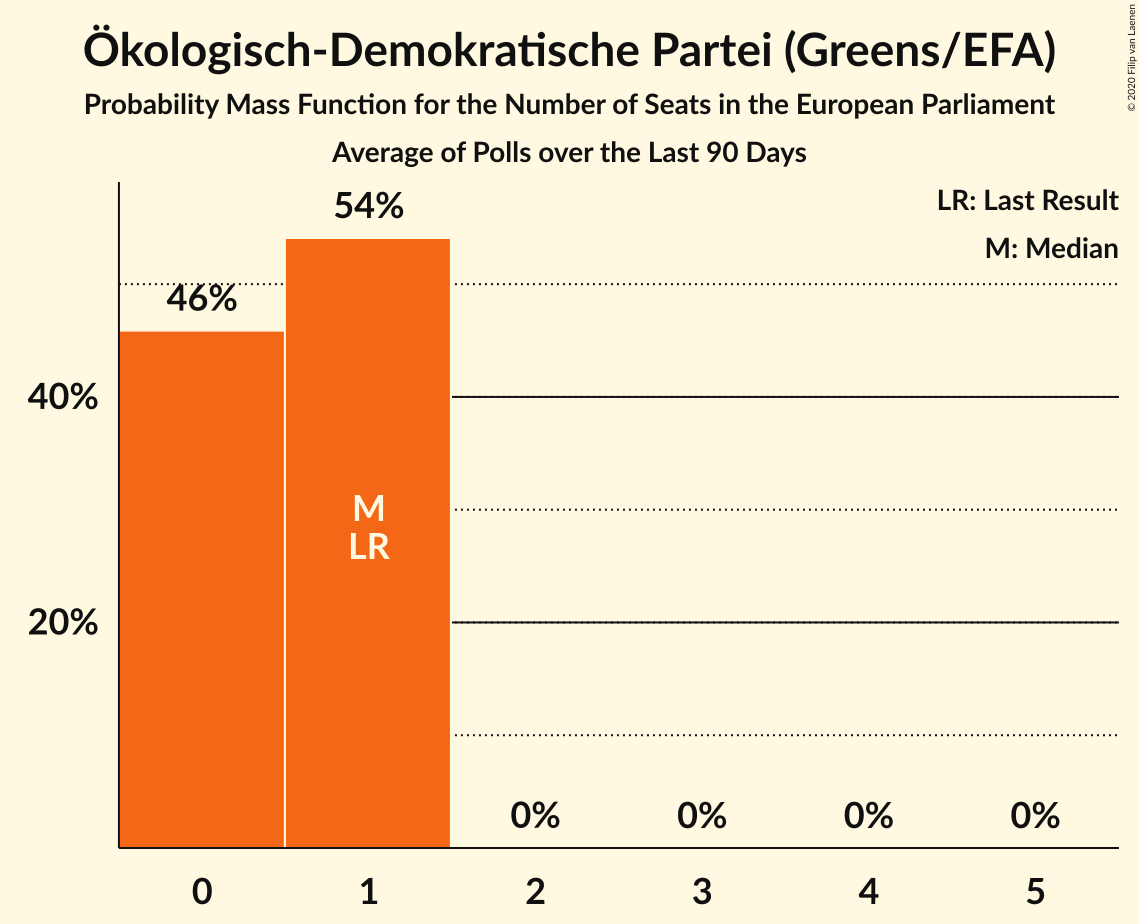 Ökologisch-Demokratische Partei (Greens/EFA)
Probability Mass Function for the Number of Seats in the European Parliament
Average of Polls over the Last 90 Days
© 2020 Filip van Laenen
LR: Last Result
M: Median
54%
46%
40%
20%
M
LR
0%
0%
0%
0%
0
1
2
3
4
5